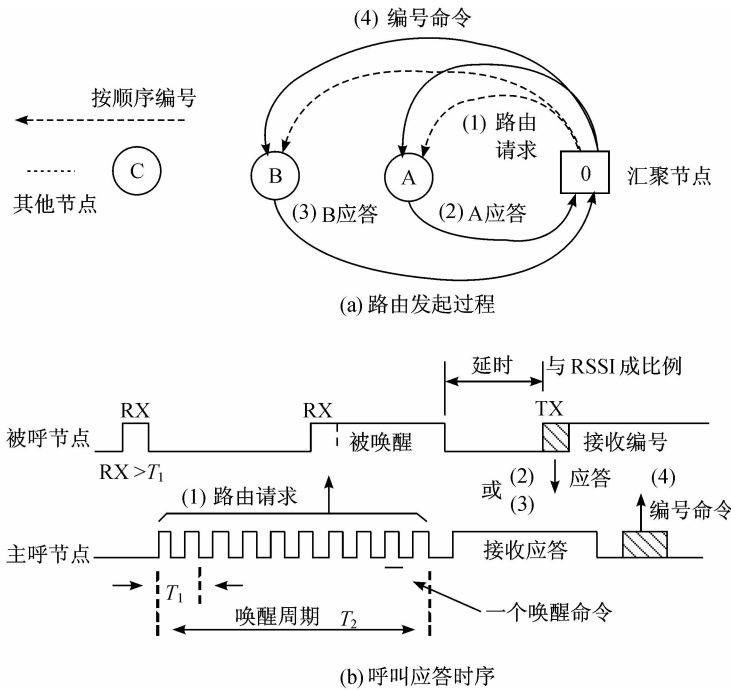 (4) 编号命令
按顺序编号
(1) 路由
请求
C
B
A
0
汇聚节点
其他节点
(3) B应答
(2) A应答
(a) 路由发起过程
延时
与 RSSI 成比例
RX
RX
TX
被呼节点
被唤醒
接收编号
RX >T₁
(1) 路由请求
或 (2)
(3)
应答
(4)
编号命令
主呼节点
接收应答
T₁
唤醒周期 T₂
一个唤醒命令
(b) 呼叫应答时序